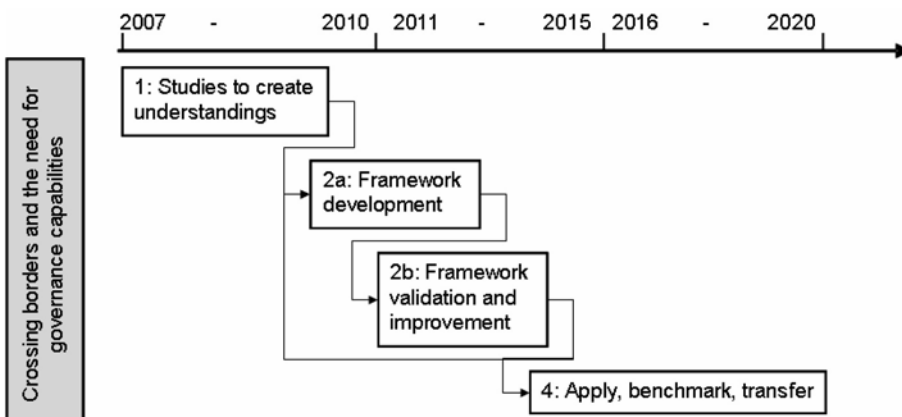 2007 - 2010 2011 - 2015 2016 - 2020
Crossing borders and the need for
governance capabilities
1: Studies to create
understandings
2a: Framework
development
2b: Framework
validation and
improvement
4: Apply, benchmark, transfer